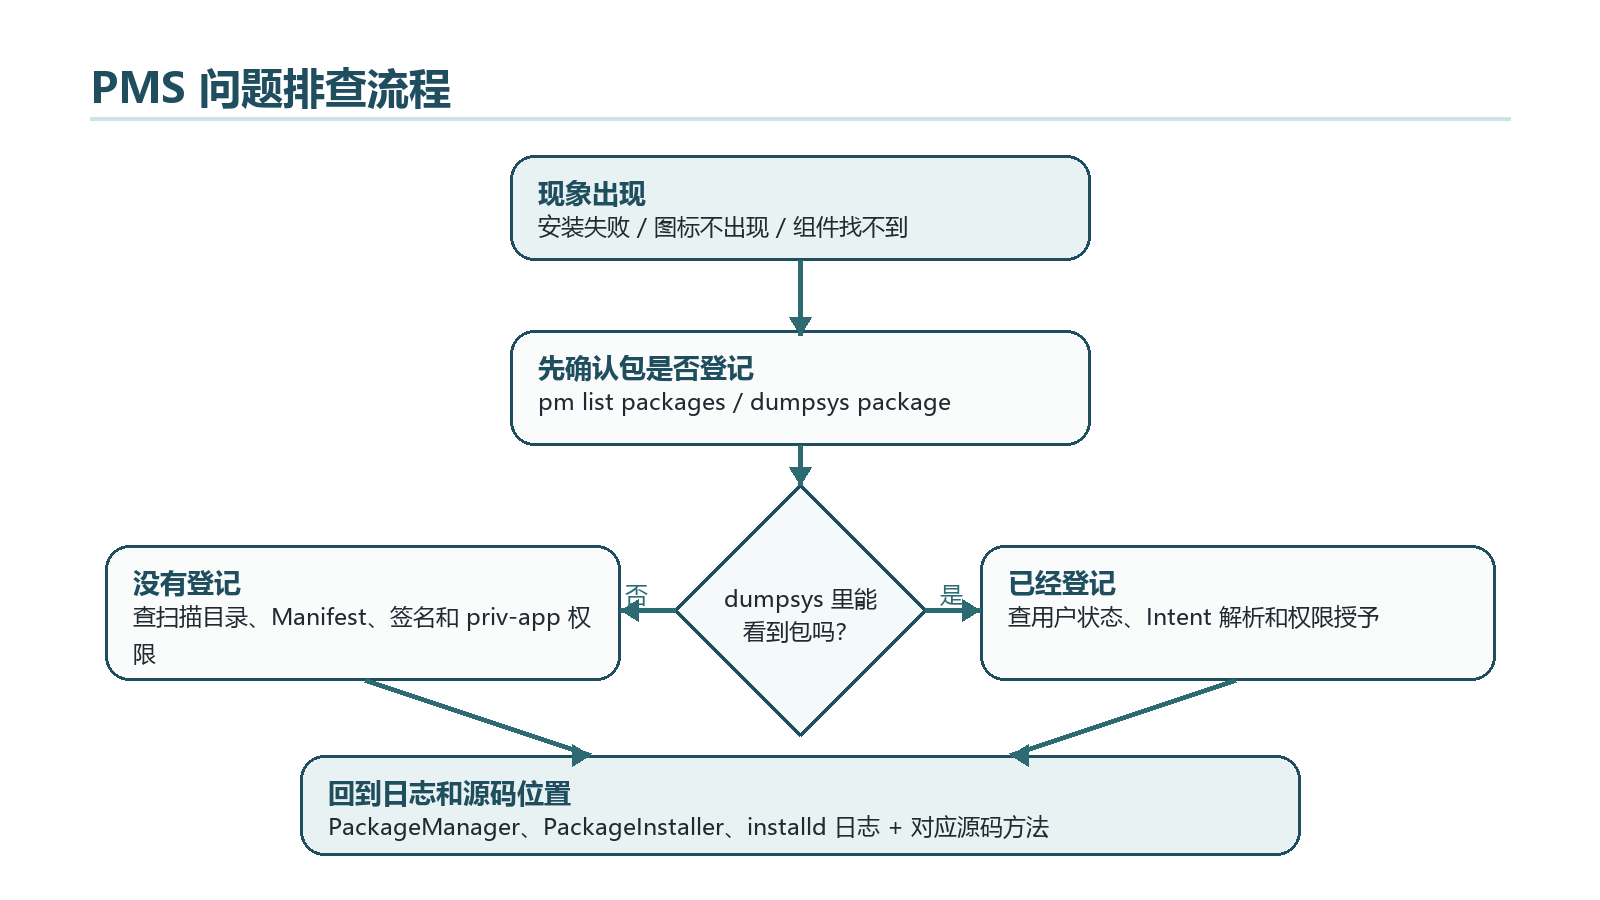 PMS 问题排查流程
现象出现
安装失败 / 图标不出现 / 组件找不到
先确认包是否登记
pm list packages / dumpsys package
没有登记
查扫描目录、Manifest、签名和 priv-app 权
限
否
dumpsys 里能
看到包吗?
是
已经登记
查用户状态、Intent 解析和权限授予
回到日志和源码位置
PackageManager、PackageInstaller、installd 日志 + 对应源码方法